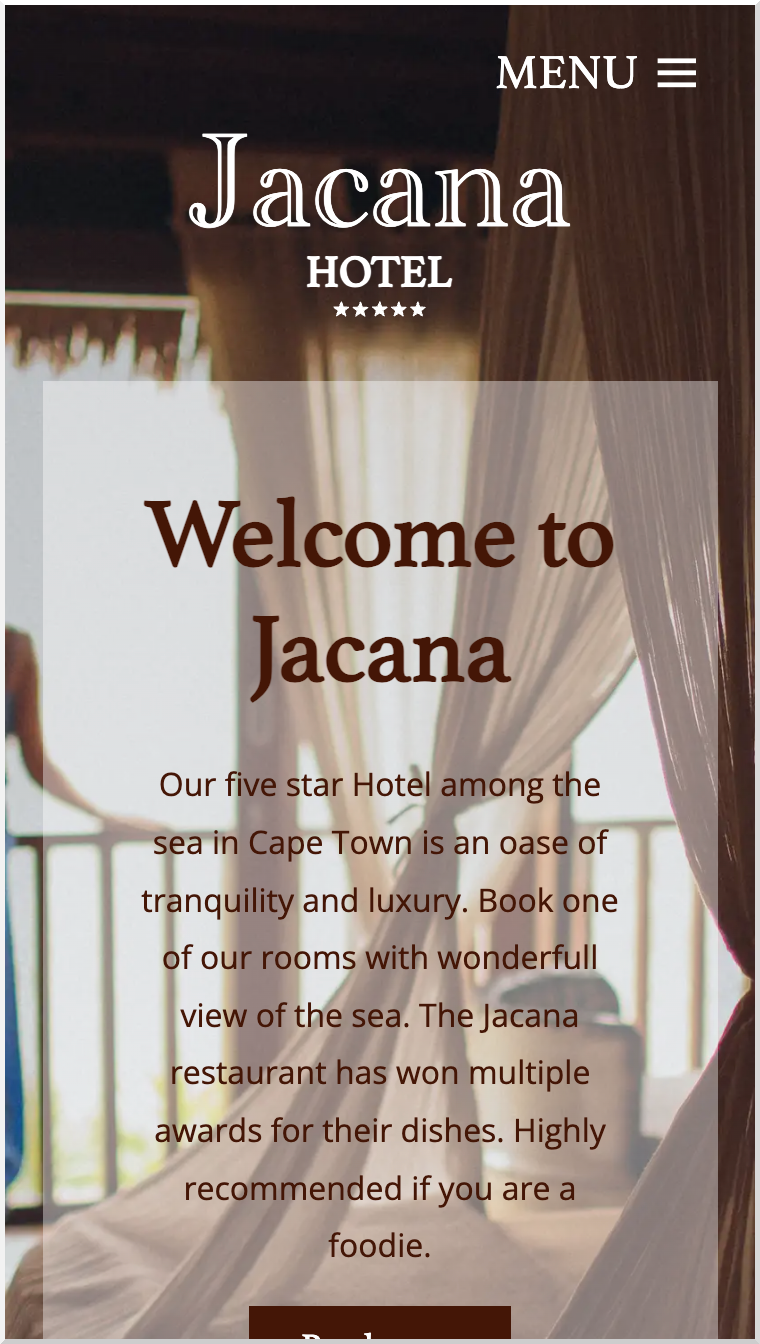 MENU
Jacana
HOTEL
Welcome to
Jacana
Our five star Hotel among the
sea in Cape Town is an oase of
tranquility and luxury. Book one
of our rooms with wonderfull
view of the sea. The Jacana
restaurant has won multiple
awards for their dishes. Highly
recommended if you are a
foodie.